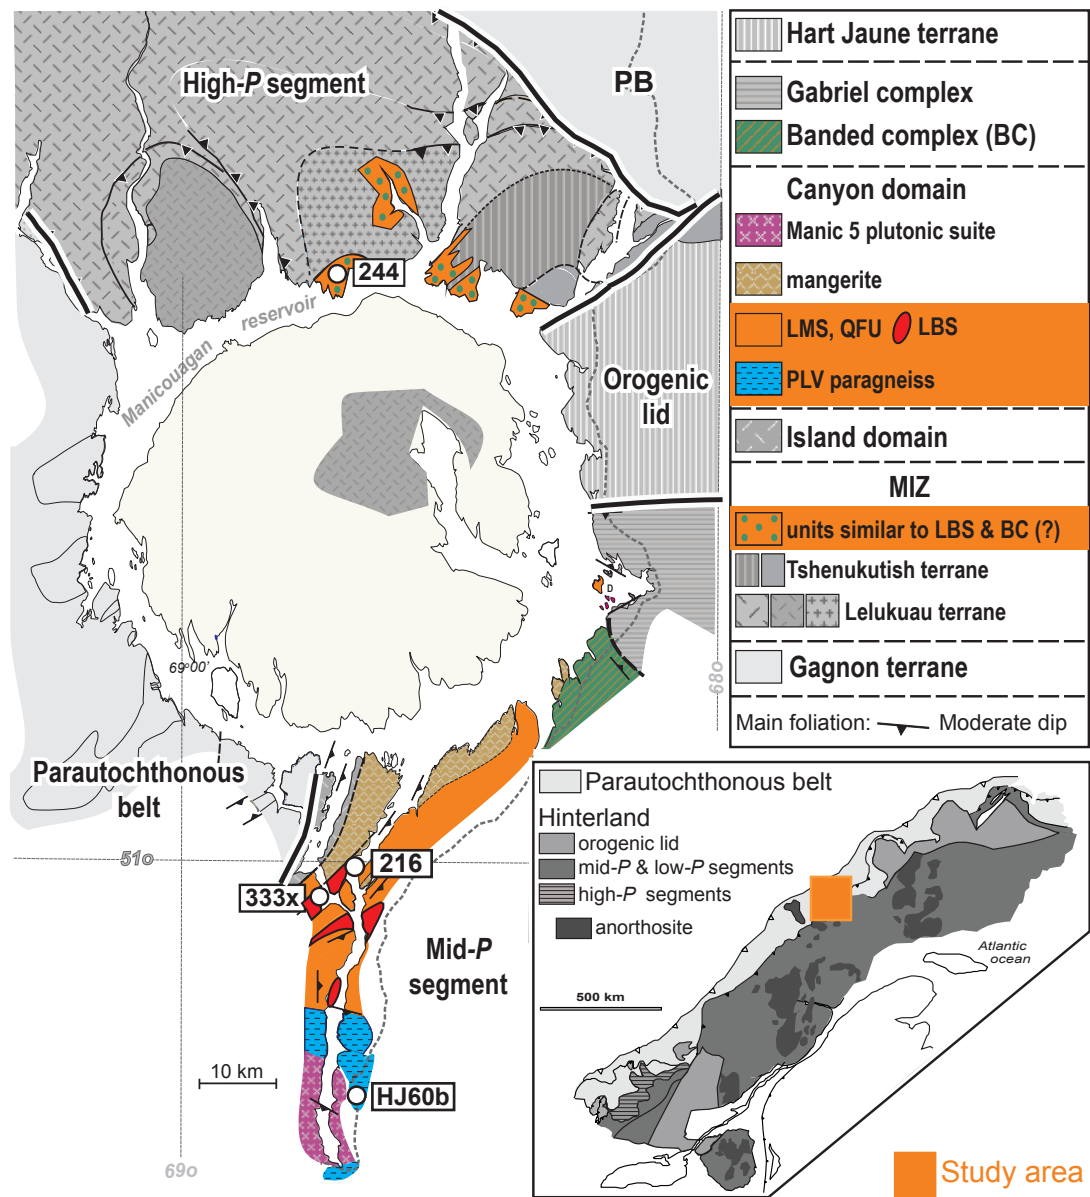 High-P segment
PB
244
Manicouagan reservoir
Orogenic
lid
69°00'
D
68o
Parautochthonous
belt
51o
216
333x
Mid-P
segment
10 km
HJ60b
69o
Hart Jaune terrane
Gabriel complex
Banded complex (BC)
Canyon domain
Manic 5 plutonic suite
mangerite
LMS, QFU LBS
PLV paragneiss
Island domain
MIZ
units similar to LBS & BC (?)
Tshenukutish terrane
Lelukuau terrane
Gagnon terrane
Main foliation: Moderate dip
Parautochthonous belt
Hinterland
orogenic lid
mid-P & low-P segments
high-P segments
anorthosite
Atlantic
ocean
500 km
Study area